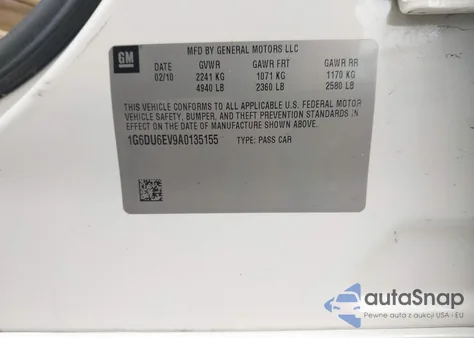 GM
MFD BY GENERAL MOTORS LLC
DATE GVWR GAWR FRT GAWR RR
02/10 2241 KG 1071 KG 1170 KG
4940 LB 2360 LB 2580 LB
THIS VEHICLE CONFORMS TO ALL APPLICABLE U.S. FEDERAL MOTOR
VEHICLE SAFETY, BUMPER, AND THEFT PREVENTION STANDARDS IN
EFFECT ON THE DATE OF MANUFACTURE SHOWN ABOVE.
1G6DU6EV9A0135155 TYPE: PASS CAR
autaSnap
Pewne auta z aukcji USA i EU